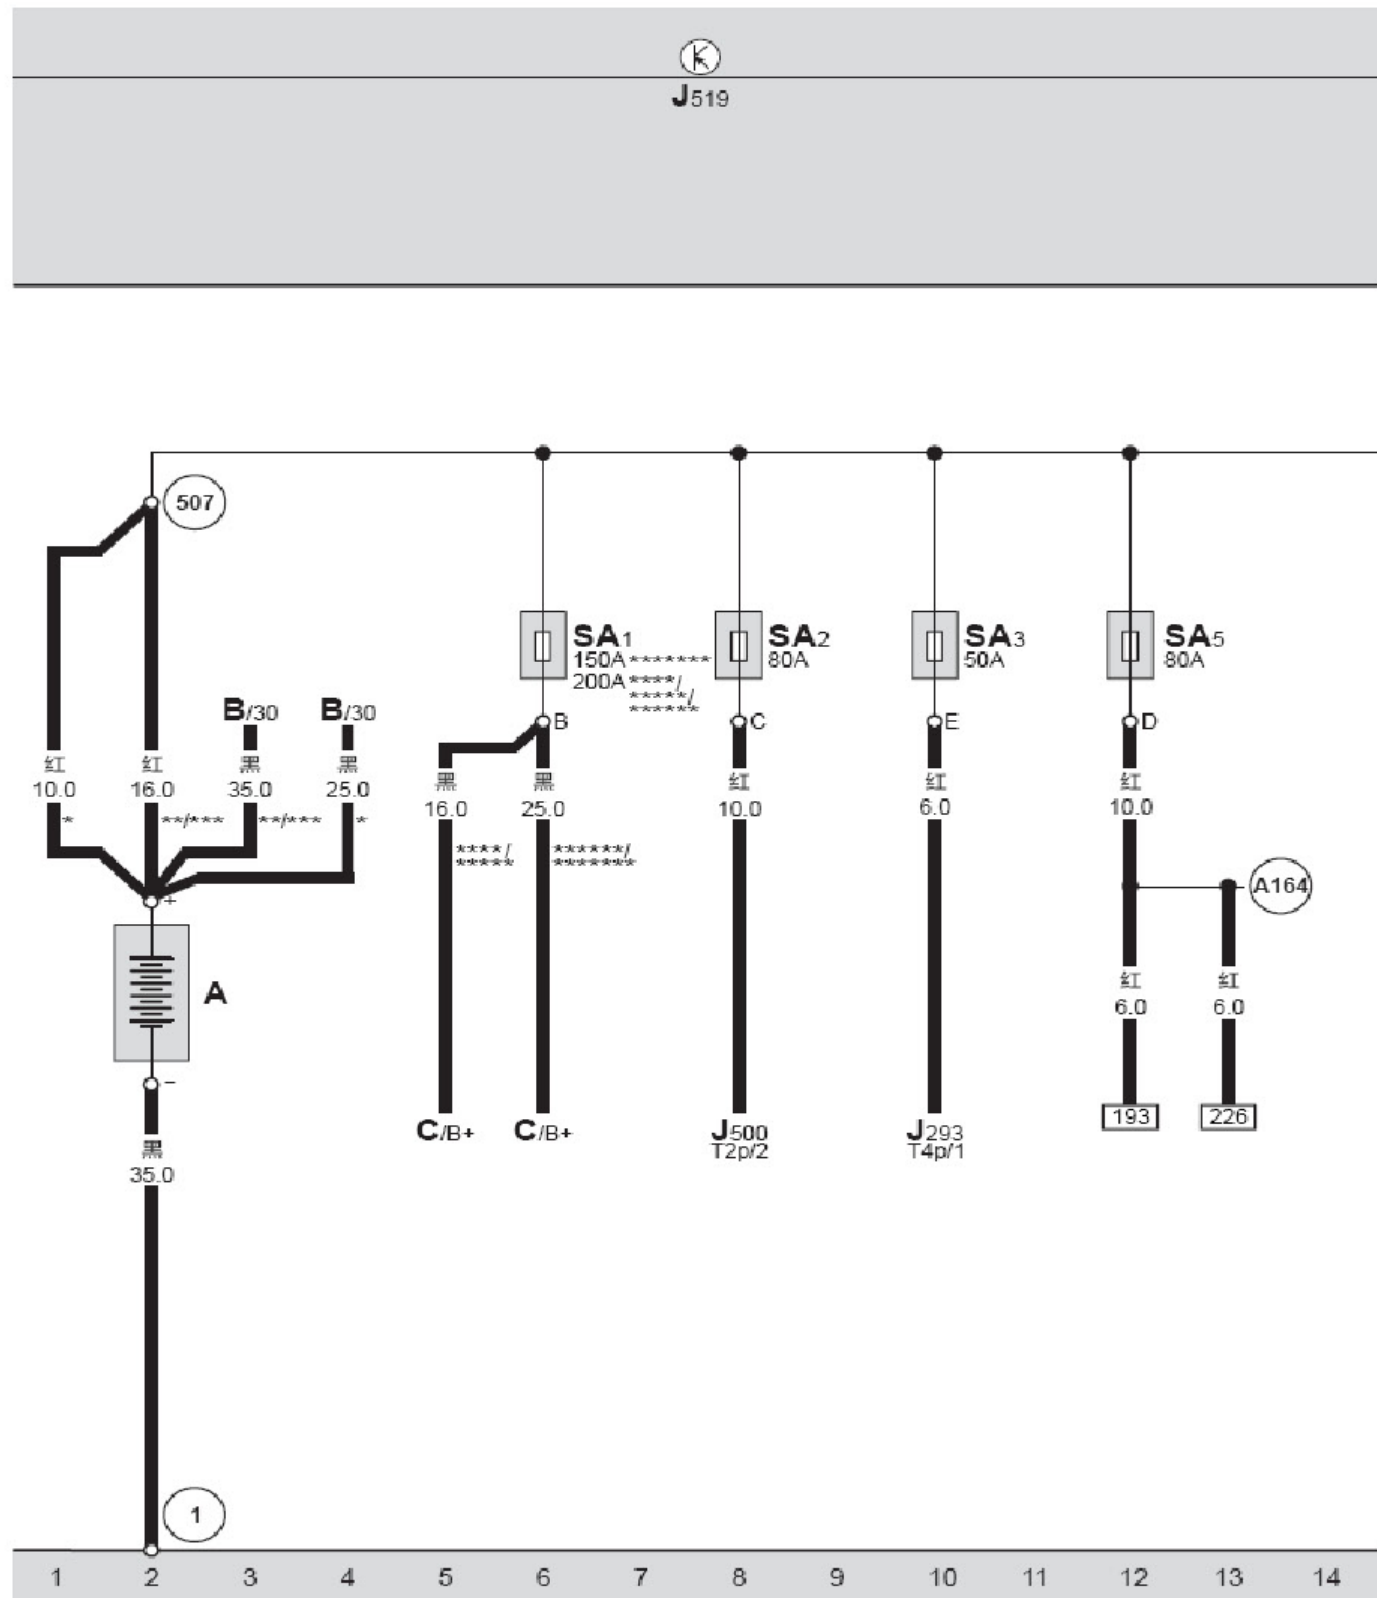 J519
507
SA1
150A*******
200A****/
*****/
******
SA2
80A
SA3
50A
SA5
80A
B/30
B/30
B
C
E
D
红
10.0
*
红
16.0
**/***
黑
35.0
**/***
黑
25.0
*
黑
16.0
****/
*****
黑
25.0
******/
*******
红
10.0
红
6.0
红
10.0
A164
+
A
红
6.0
红
6.0
-
C/B+
C/B+
J500
T2p/2
J293
T4p/1
193
226
黑
35.0
1
1 2 3 4 5 6 7 8 9 10 11 12 13 14